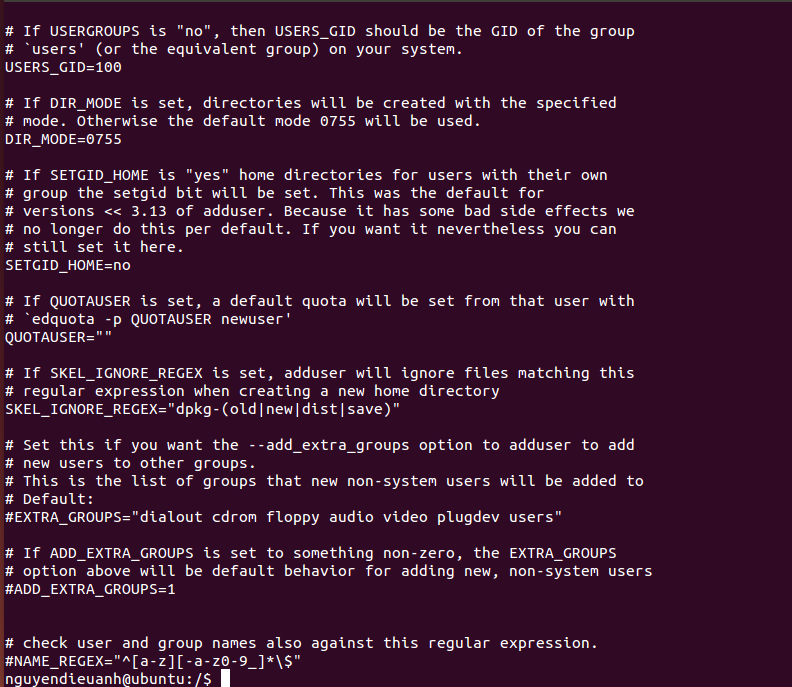 # If USERGROUPS is "no", then USERS_GID should be the GID of the group
# `users' (or the equivalent group) on your system.
USERS_GID=100
# If DIR_MODE is set, directories will be created with the specified
# mode. Otherwise the default mode 0755 will be used.
DIR_MODE=0755
# If SETGID_HOME is "yes" home directories for users with their own
# group the setgid bit will be set. This was the default for
# versions << 3.13 of adduser. Because it has some bad side effects we
# no longer do this per default. If you want it nevertheless you can
# still set it here.
SETGID_HOME=no
# If QUOTAUSER is set, a default quota will be set from that user with
# `edquota -p QUOTAUSER newuser'
QUOTAUSER=""
# If SKEL_IGNORE_REGEX is set, adduser will ignore files matching this
# regular expression when creating a new home directory
SKEL_IGNORE_REGEX="dpkg-(old|new|dist|save)"
# Set this if you want the --add_extra_groups option to adduser to add
# new users to other groups.
# This is the list of groups that new non-system users will be added to
# Default:
#EXTRA_GROUPS="dialout cdrom floppy audio video plugdev users"
# If ADD_EXTRA_GROUPS is set to something non-zero, the EXTRA_GROUPS
# option above will be default behavior for adding new, non-system users
#ADD_EXTRA_GROUPS=1
# check user and group names also against this regular expression.
#NAME_REGEX="^[a-z][-a-z0-9_]*\$"
nguyendieuanh@ubuntu:/$